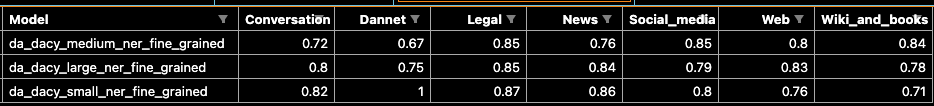 Model Conversation Dannet Legal News Social_media Web Wiki_and_books
da_dacy_medium_ner_fine_grained 0.72 0.67 0.85 0.76 0.85 0.8 0.84
da_dacy_large_ner_fine_grained 0.8 0.75 0.85 0.84 0.79 0.83 0.78
da_dacy_small_ner_fine_grained 0.82 1 0.87 0.86 0.8 0.76 0.71